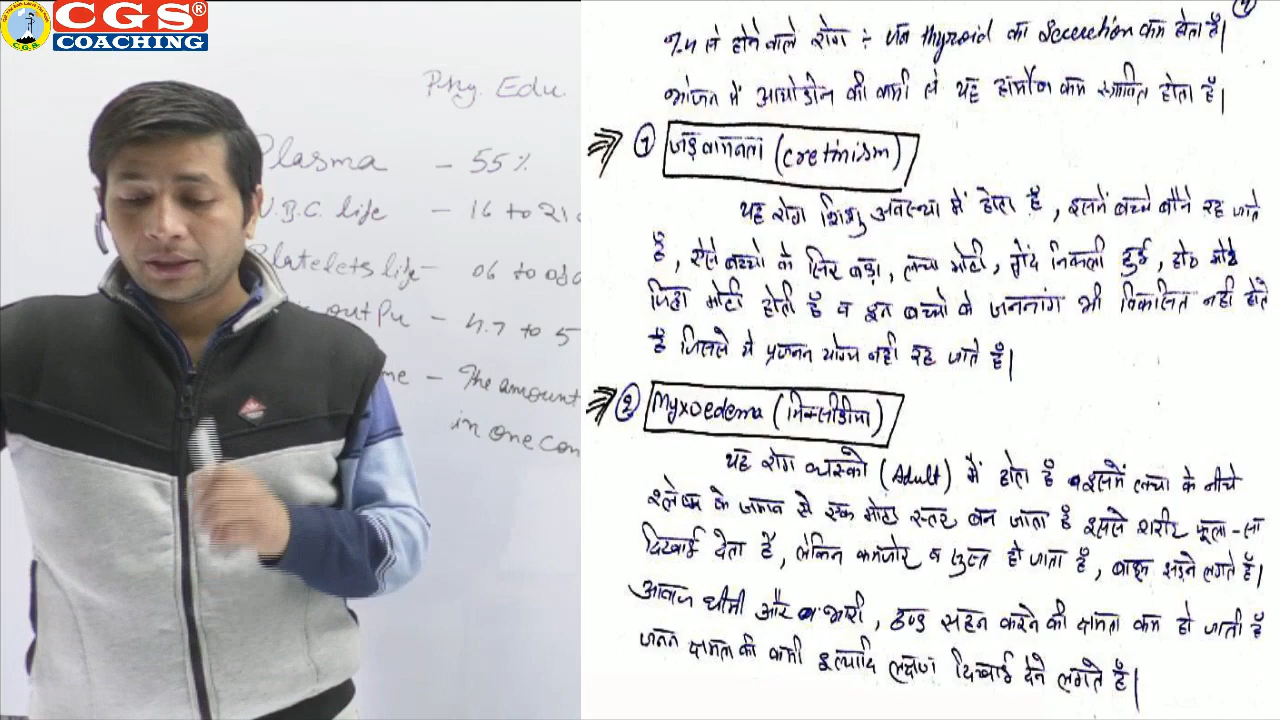 CGS®
COACHING
C.G.S.
Phy. Edu.
Plasma – 55%
W.B.C. life – 16 to 21
Platelets life – 06 to
output – 4.7 to 5
me – The amount
in one con
से होने वाले रोग ÷ जब thyroid का Secretion कम होता है।
भोजन में आयोडीन की कमी से यह हार्मोन कम स्रावित होता है।
① जड़वामनता (cretinism)
यह रोग शिशु अवस्था में होता है, इसमें बच्चे बौने रह जाते
है, ऐसे बच्चो के सिर बड़ा, त्वचा मोटी, तोंद निकली हुई, होठ मोटे
जिहा मोटी होती है व इन बच्चो के जननांग भी विकसित नही होते
है जिससे ये प्रजनन योग्य नही रह जाते है।
② Myxoedema (मिक्सीडीमा)
यह रोग व्यस्को (Adult) में होता है इसमें त्वचा के नीचे
श्लेष्म के जमाव से एक मोटा स्तर बन जाता है इससे शरीर फूला-सा
दिखाई देता है, लेकिन कमजोर व सुस्त हो जाता है, बाल झड़ने लगते है।
आवाज धीमी और भारी, ठण्ड सहन करने की क्षमता कम हो जाती है
जनन क्षमता की कमी इत्यादि लक्षण दिखाई देने लगते है।